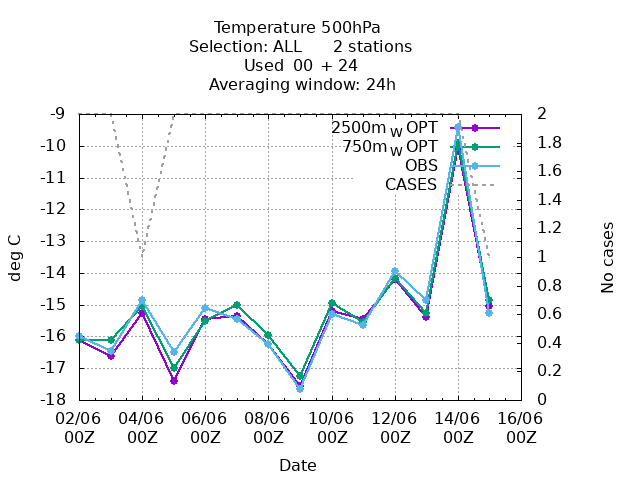 Temperature 500hPa
Selection: ALL 2 stations
Used 00 + 24
Averaging window: 24h
-9
-10
-11
-12
-13
-14
-15
-16
-17
-18
deg C
2500m W OPT
750m W OPT
OBS
CASES
2
1.8
1.6
1.4
1.2
1
0.8
0.6
0.4
0.2
0
No cases
02/06 04/06 06/06 08/06 10/06 12/06 14/06 16/06
00Z 00Z 00Z 00Z 00Z 00Z 00Z 00Z
Date